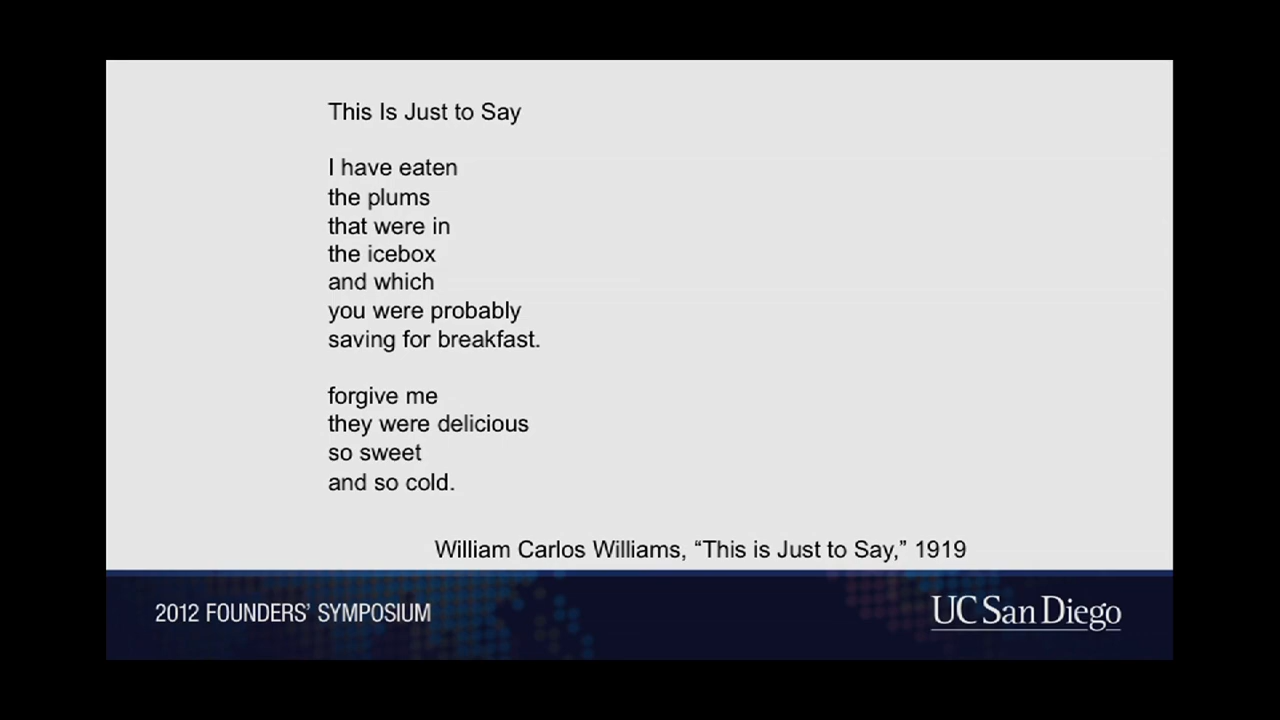 This Is Just to Say
I have eaten
the plums
that were in
the icebox
and which
you were probably
saving for breakfast.
forgive me
they were delicious
so sweet
and so cold.
William Carlos Williams, “This is Just to Say,” 1919
2012 FOUNDERS’ SYMPOSIUM
UC San Diego